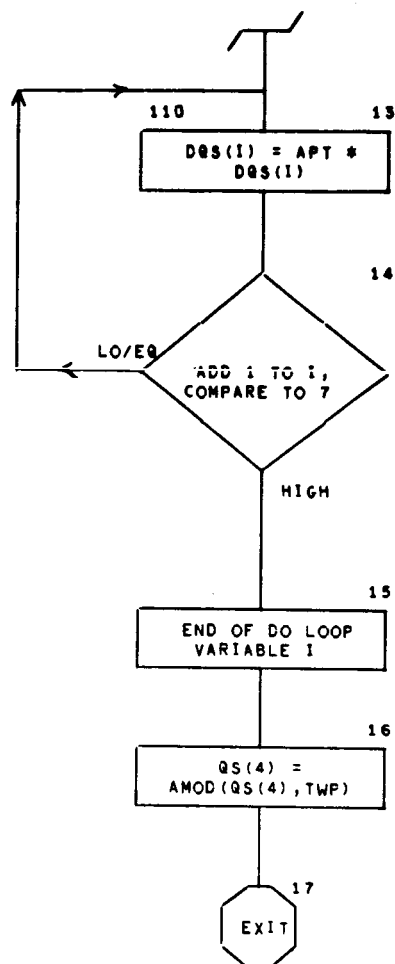 110 13
DQS(I) = APT *
DQS(I)
14
LO/EQ
ADD 1 TO I,
COMPARE TO 7
HIGH
15
END OF DO LOOP
VARIABLE I
16
QS(4) =
AMOD(QS(4),TWP)
17
EXIT